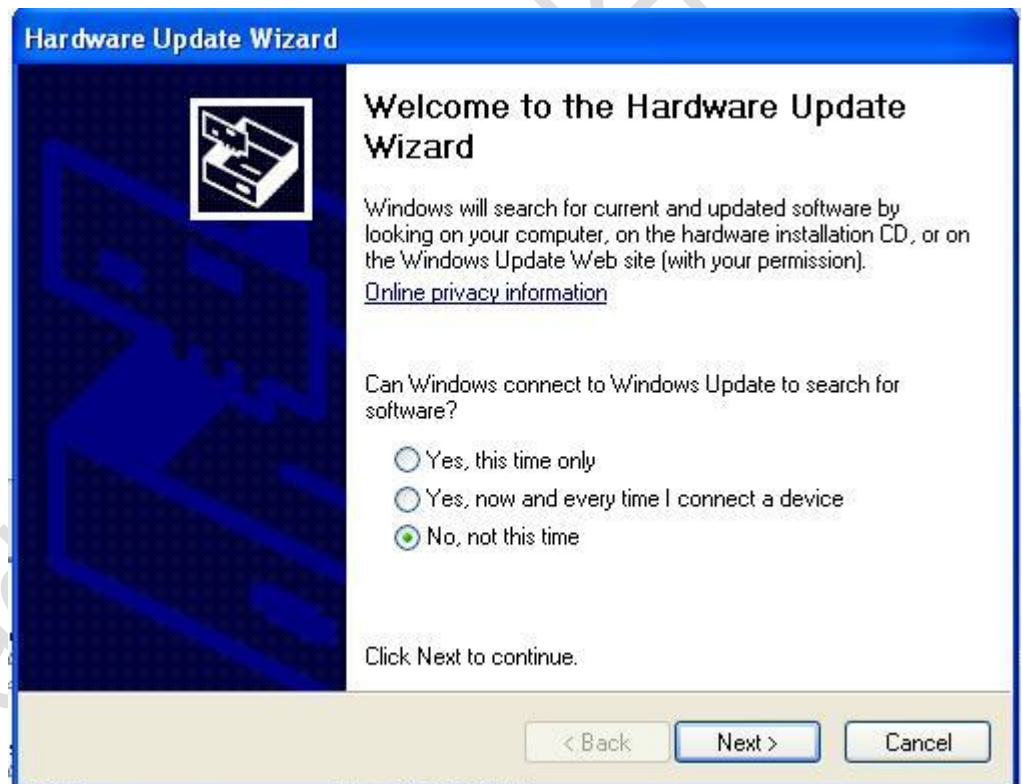 Hardware Update Wizard
Welcome to the Hardware Update
Wizard
Windows will search for current and updated software by
looking on your computer, on the hardware installation CD, or on
the Windows Update Web site (with your permission).
Online privacy information
Can Windows connect to Windows Update to search for
software?
Yes, this time only
Yes, now and every time I connect a device
No, not this time
Click Next to continue.
< Back
Next >
Cancel